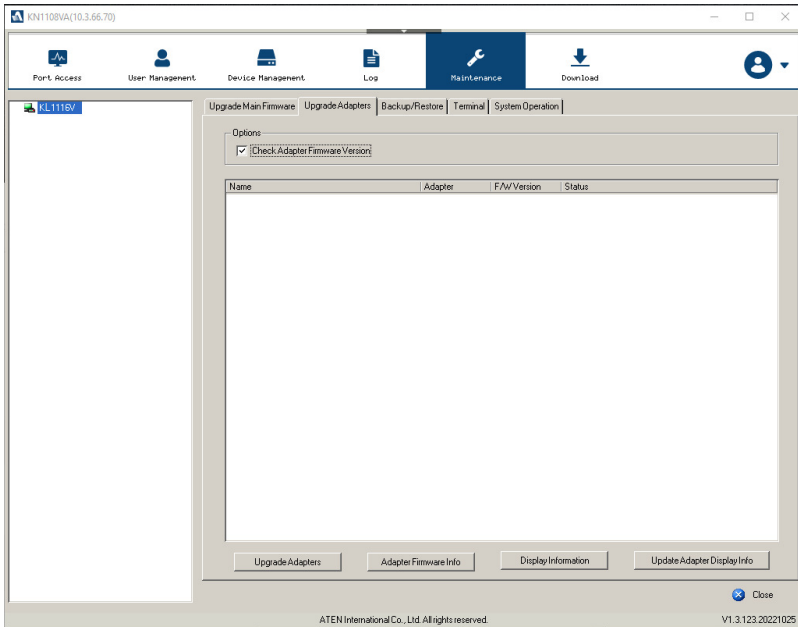 KN1108VA(10.3.66.70)
Port Access User Management Device Management Log Maintenance Download
KL1116V
Upgrade Main Firmware Upgrade Adapters Backup/Restore Terminal System Operation
Options
Check Adapter Firmware Version
Name Adapter F/W Version Status
Upgrade Adapters Adapter Firmware Info Display Information Update Adapter Display Info
Close
ATEN International Co., Ltd. All rights reserved. V1.3.123.20221025